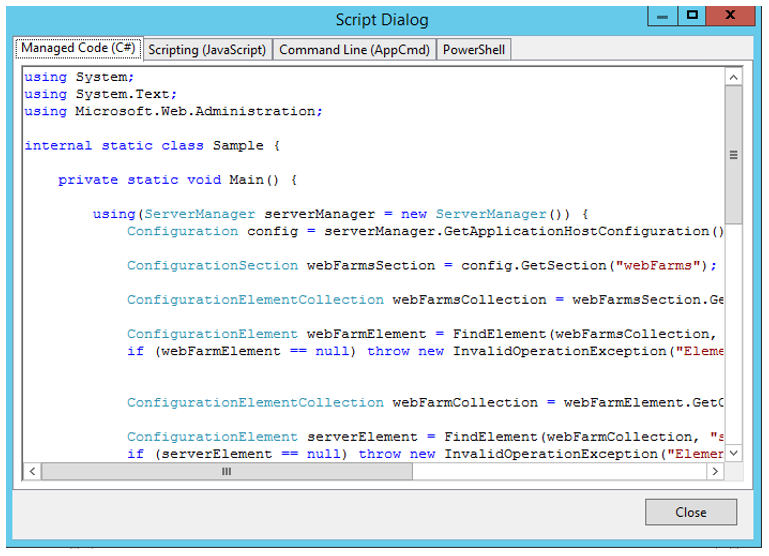 Script Dialog
Managed Code (C#) Scripting (JavaScript) Command Line (AppCmd) PowerShell
using System;
using System.Text;
using Microsoft.Web.Administration;
internal static class Sample {
private static void Main() {
using(ServerManager serverManager = new ServerManager()) {
Configuration config = serverManager.GetApplicationHostConfiguration()
ConfigurationSection webFarmsSection = config.GetSection("webFarms");
ConfigurationElementCollection webFarmsCollection = webFarmsSection.Ge
ConfigurationElement webFarmElement = FindElement(webFarmsCollection,
if (webFarmElement == null) throw new InvalidOperationException("Eleme
ConfigurationElementCollection webFarmCollection = webFarmElement.GetC
ConfigurationElement serverElement = FindElement(webFarmCollection, "s
if (serverElement == null) throw new InvalidOperationException("Elemen
Close